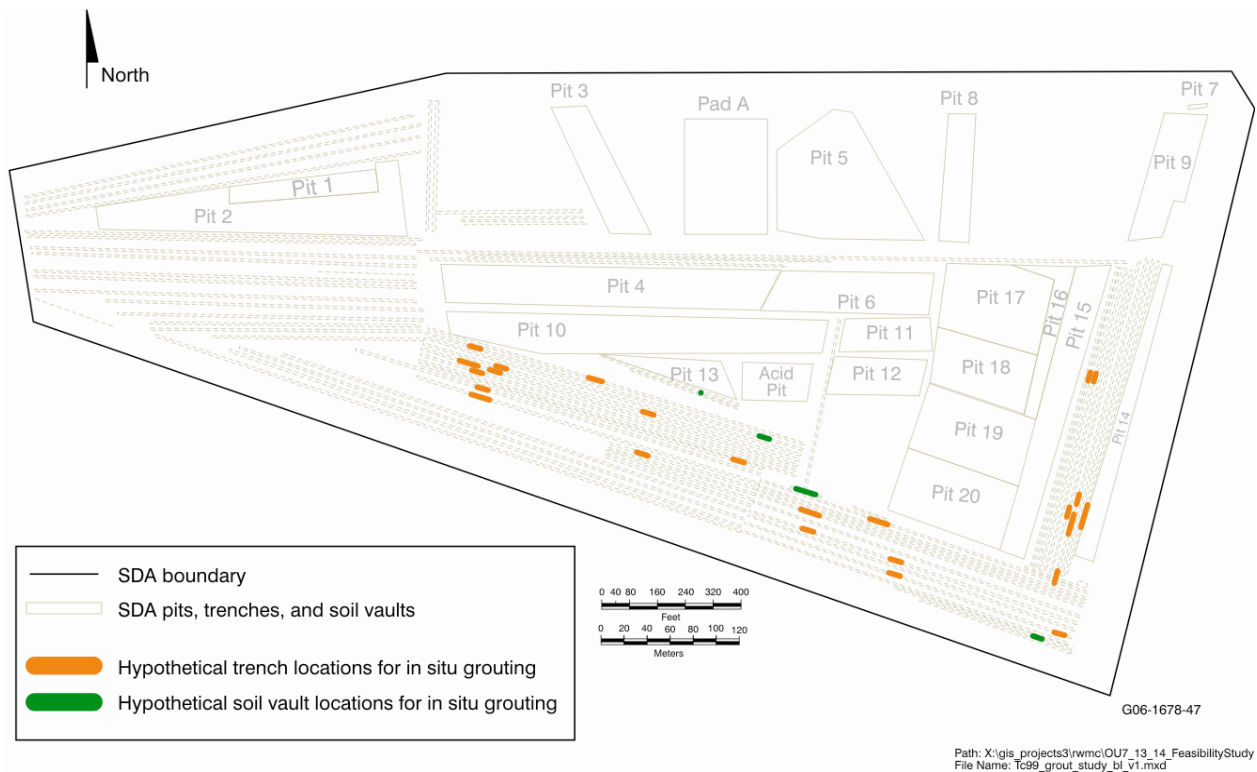 North
Pit 3
Pad A
Pit 5
Pit 8
Pit 7
Pit 9
Pit 1
Pit 2
Pit 4
Pit 6
Pit 10
Pit 11
Pit 13
Acid
Pit
Pit 12
Pit 17
Pit 16
Pit 15
Pit 18
Pit 14
Pit 19
Pit 20
SDA boundary
SDA pits, trenches, and soil vaults
Hypothetical trench locations for in situ grouting
Hypothetical soil vault locations for in situ grouting
0 40 80 160 240 320 400
Feet
0 20 40 60 80 100 120
Meters
G06-1678-47
Path: X:\gis_projects3\rwmc\OU7_13_14_FeasibilityStudy
File Name: Tc99_grout_study_bl_v1.mxd